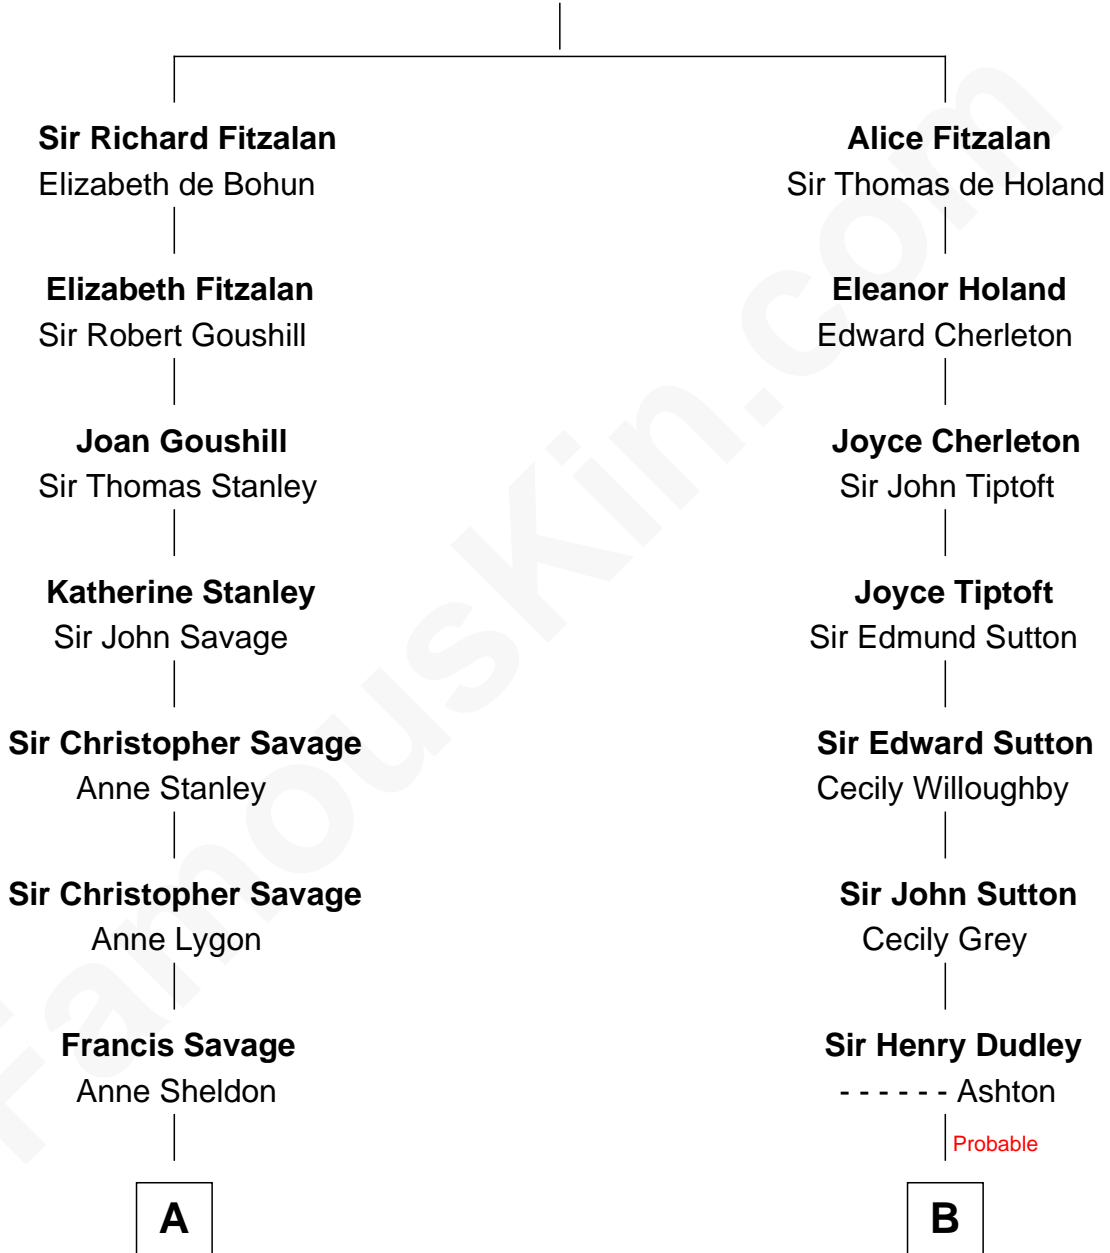 Sir Richard Fitzalan
Elizabeth de Bohun
Elizabeth Fitzalan
Sir Robert Goushill
Joan Goushill
Sir Thomas Stanley
Katherine Stanley
Sir John Savage
Sir Christopher Savage
Anne Stanley
Sir Christopher Savage
Anne Lygon
Francis Savage
Anne Sheldon
A
Alice Fitzalan
Sir Thomas de Holand
Eleanor Holand
Edward Cherleton
Joyce Cherleton
Sir John Tiptoft
Joyce Tiptoft
Sir Edmund Sutton
Sir Edward Sutton
Cecily Willoughby
Sir John Sutton
Cecily Grey
Sir Henry Dudley
- - - - - - Ashton
Probable
B
FamousKin.com